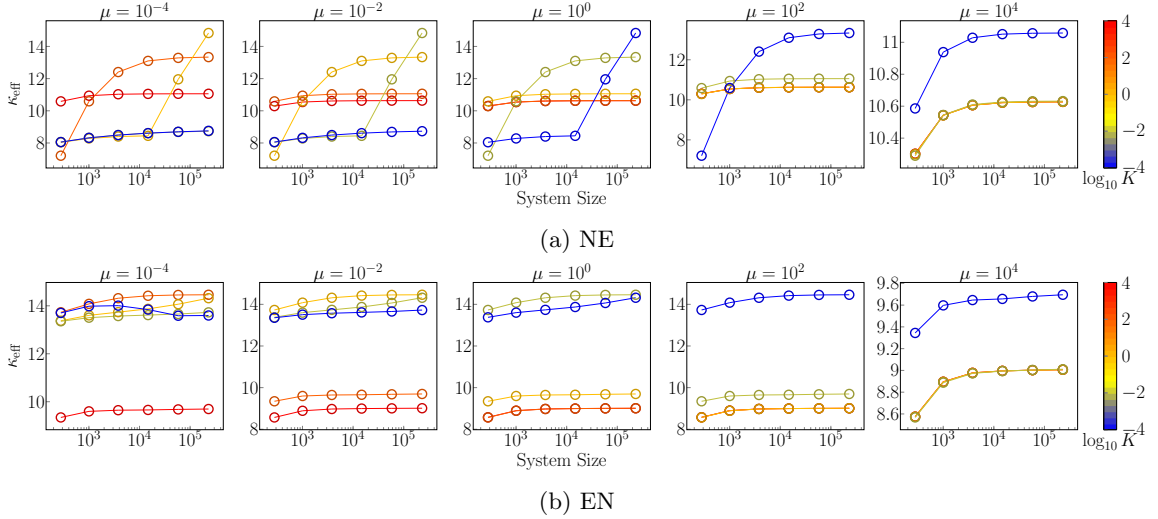 μ = 10⁻⁴ μ = 10⁻² μ = 10⁰ μ = 10² μ = 10⁴
κ_eff
14 12 10 8
14 12 10 8
14 12 10 8
12 10 8
11 10.8 10.6 10.4
4 2 0 −2 −4
10³ 10⁴ 10⁵ 10³ 10⁴ 10⁵ 10³ 10⁴ 10⁵ 10³ 10⁴ 10⁵ 10³ 10⁴ 10⁵ log₁₀ K
System Size
(a) NE
μ = 10⁻⁴ μ = 10⁻² μ = 10⁰ μ = 10² μ = 10⁴
κ_eff
14 12 10
14 12 10 8
14 12 10 8
14 12 10 8
9.8 9.6 9.4 9.2 9 8.8 8.6
4 2 0 −2 −4
10³ 10⁴ 10⁵ 10³ 10⁴ 10⁵ 10³ 10⁴ 10⁵ 10³ 10⁴ 10⁵ 10³ 10⁴ 10⁵ log₁₀ K
System Size
(b) EN